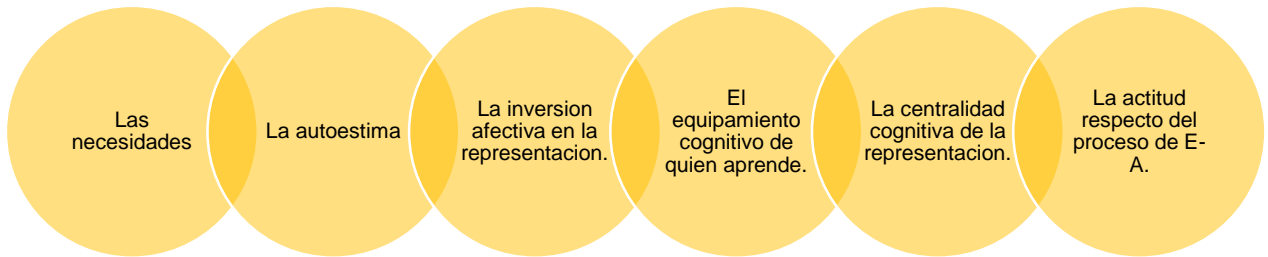 Las
necesidades
La autoestima
La inversion
afectiva en la
representacion.
El
equipamiento
cognitivo de
quien aprende.
La centralidad
cognitiva de la
representacion.
La actitud
respecto del
proceso de E-
A.